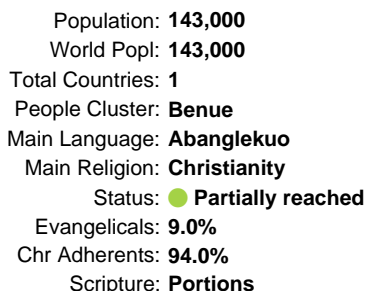 Population: 143,000
World Popl: 143,000
Total Countries: 1
People Cluster: Benue
Main Language: Abanglekuo
Main Religion: Christianity
Status: Partially reached
Evangelicals: 9.0%
Chr Adherents: 94.0%
Scripture: Portions